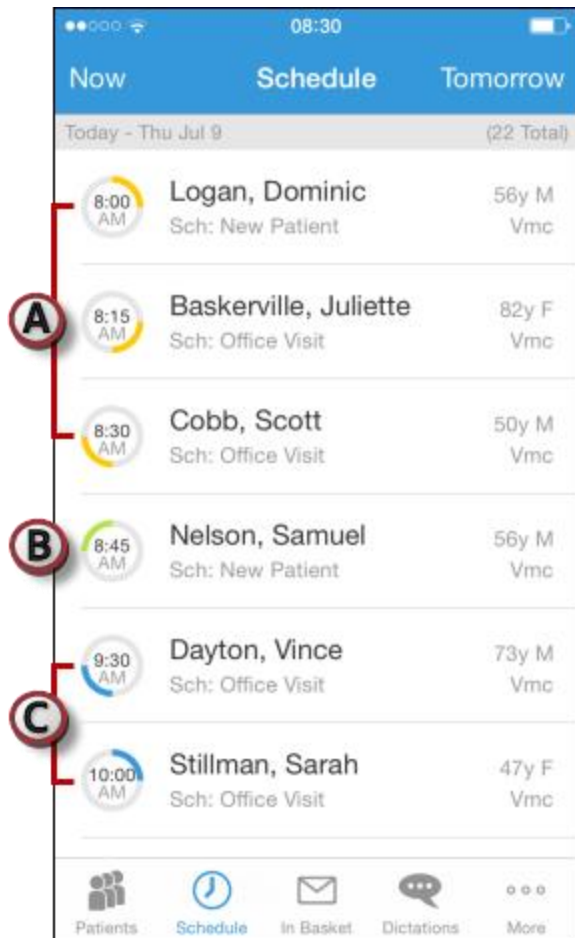 08:30
Now Schedule Tomorrow
Today - Thu Jul 9 (22 Total)
8:00 AM Logan, Dominic 56y M
Sch: New Patient Vmc
A
8:15 AM Baskerville, Juliette 82y F
Sch: Office Visit Vmc
8:30 AM Cobb, Scott 50y M
Sch: Office Visit Vmc
B
8:45 AM Nelson, Samuel 56y M
Sch: New Patient Vmc
9:30 AM Dayton, Vince 73y M
Sch: Office Visit Vmc
C
10:00 AM Stillman, Sarah 47y F
Sch: Office Visit Vmc
Patients Schedule In Basket Dictations More